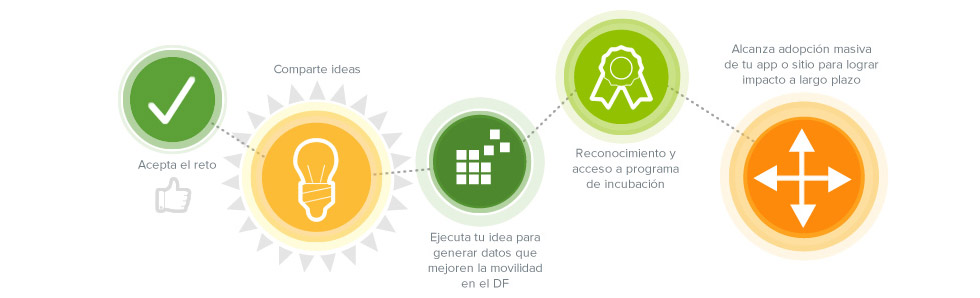 Acepta el reto
Comparte ideas
Ejecuta tu idea para
generar datos que
mejoren la movilidad
en el DF
Reconocimiento y
acceso a programa
de incubación
Alcanza adopción masiva
de tu app o sitio para lograr
impacto a largo plazo